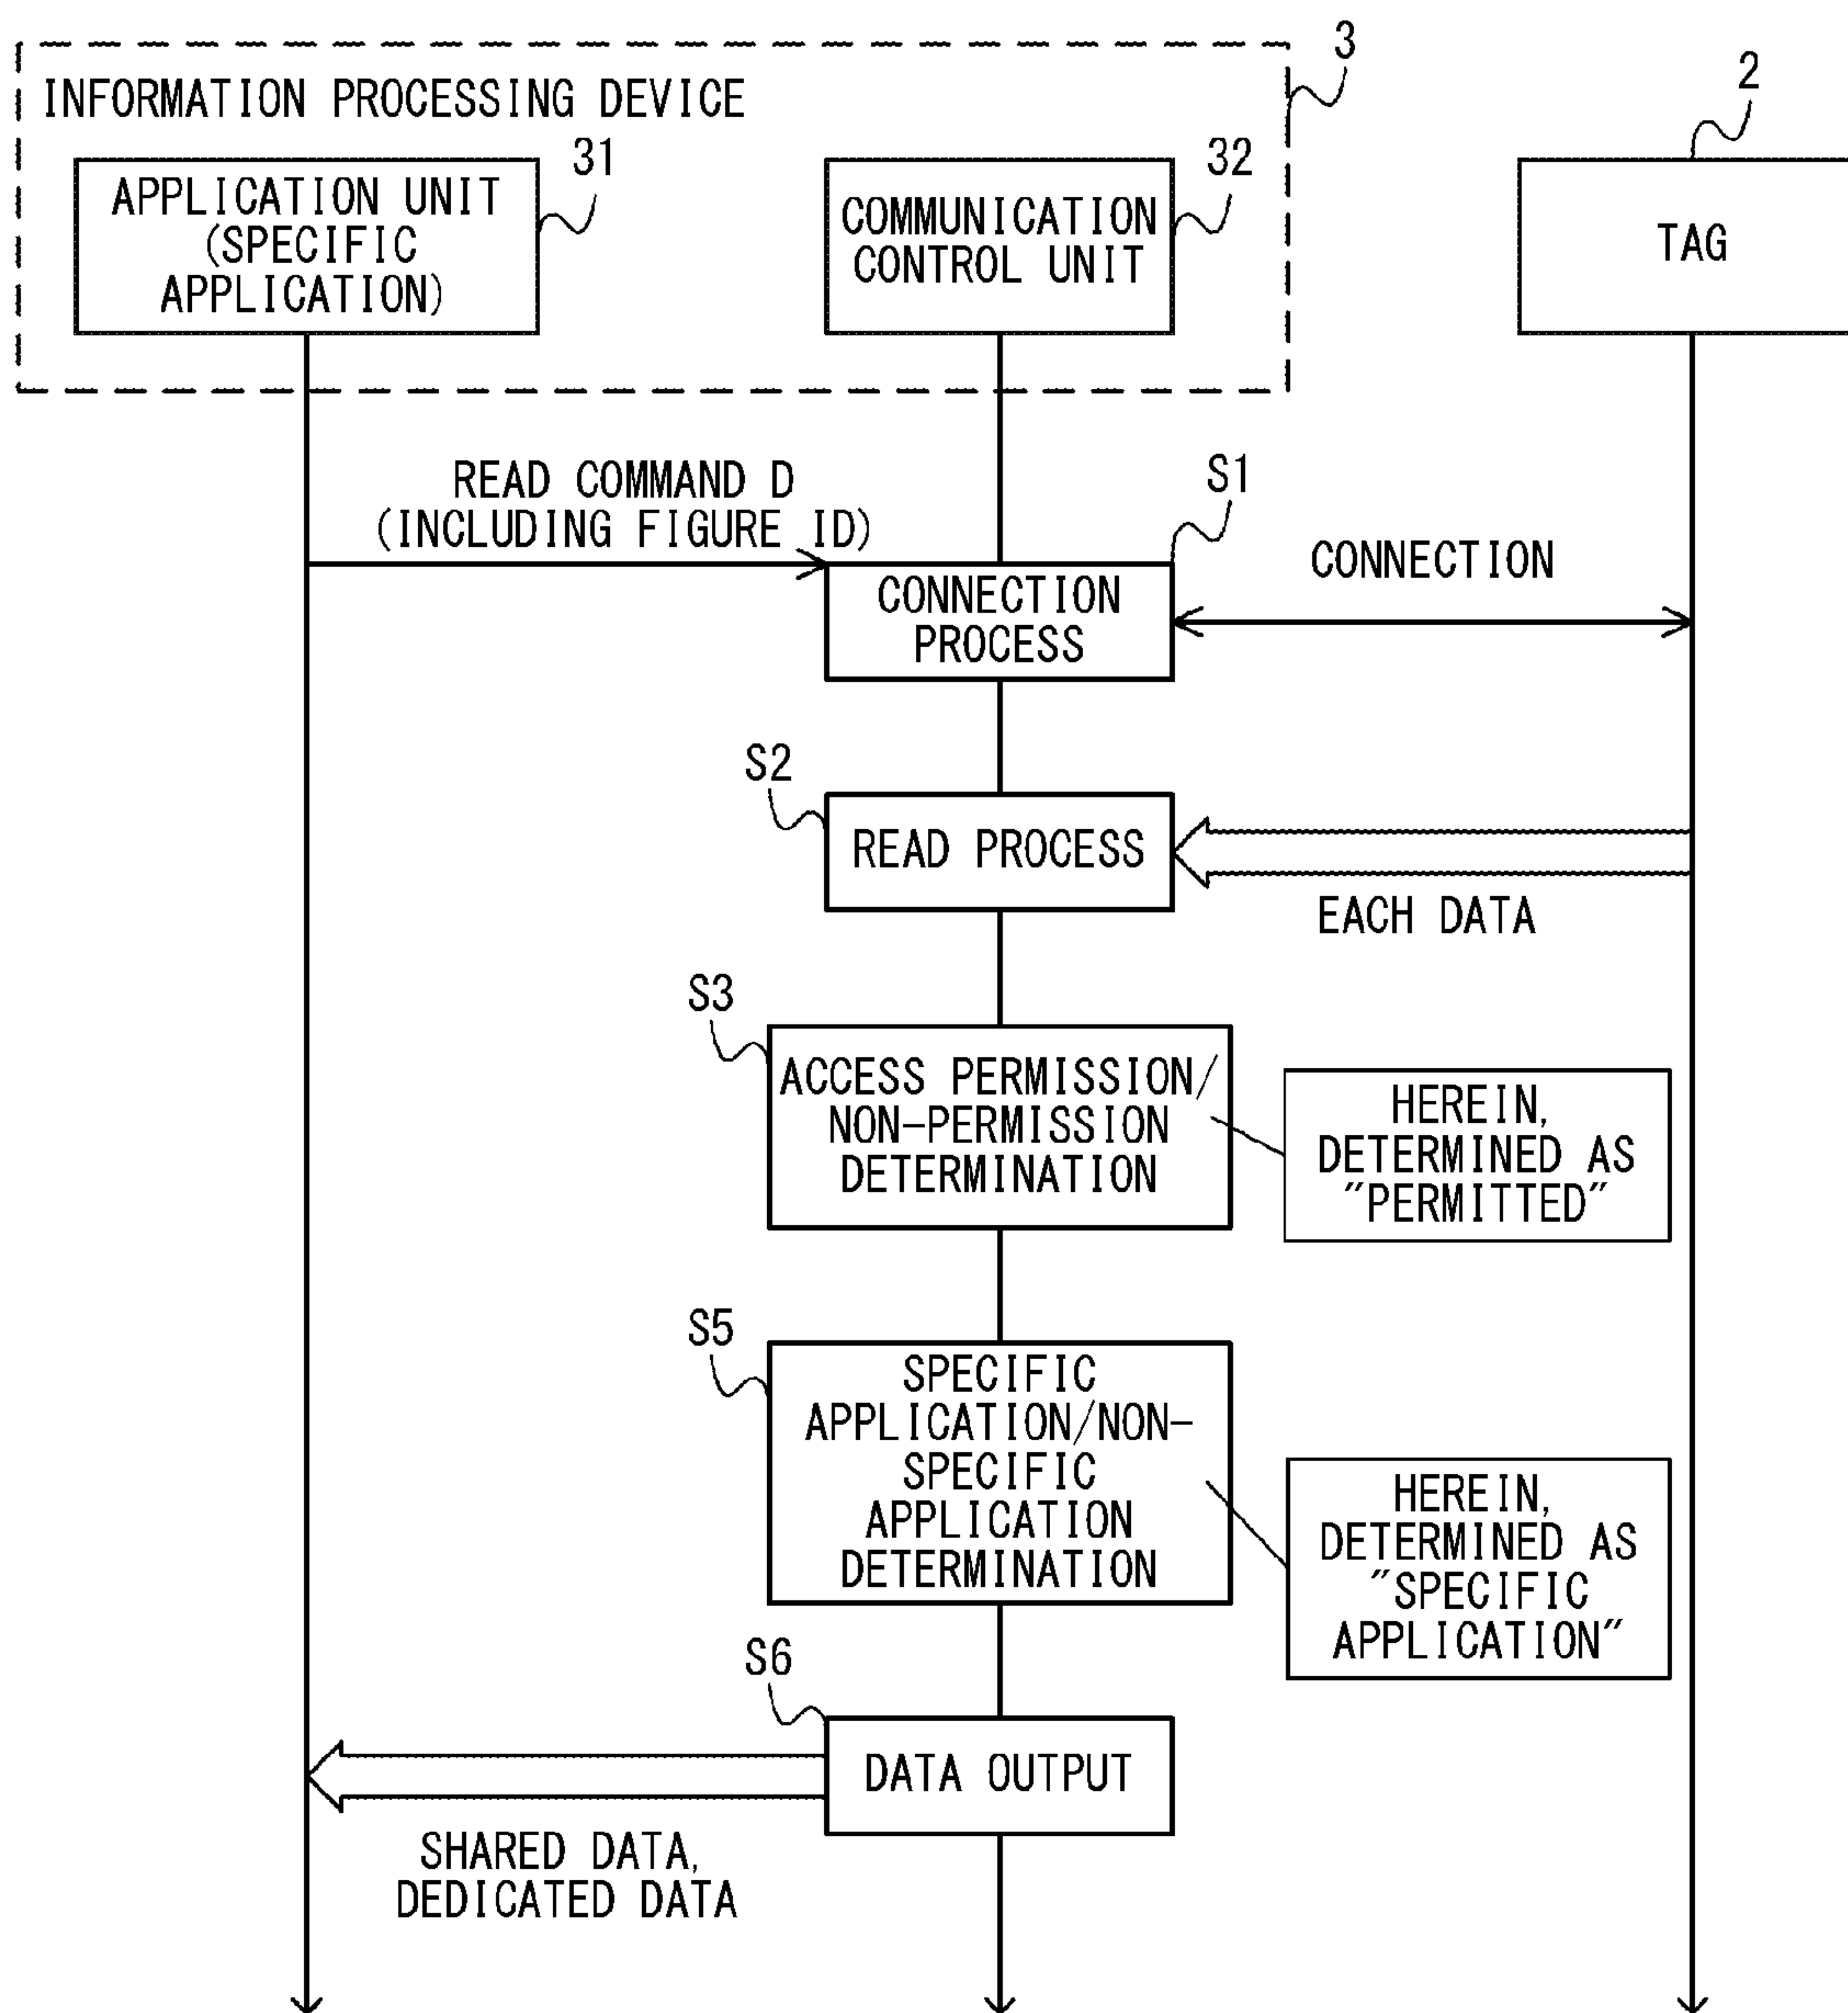 3
INFORMATION PROCESSING DEVICE
2
31
32
APPLICATION UNIT
(SPECIFIC
APPLICATION)
COMMUNICATION
CONTROL UNIT
TAG
READ COMMAND D
(INCLUDING FIGURE ID)
S1
CONNECTION
CONNECTION
PROCESS
S2
READ PROCESS
EACH DATA
S3
ACCESS PERMISSION/
NON-PERMISSION
DETERMINATION
HEREIN,
DETERMINED AS
"PERMITTED"
S5
SPECIFIC
APPLICATION/NON-
SPECIFIC
APPLICATION
DETERMINATION
HEREIN,
DETERMINED AS
"SPECIFIC
APPLICATION"
S6
DATA OUTPUT
SHARED DATA,
DEDICATED DATA